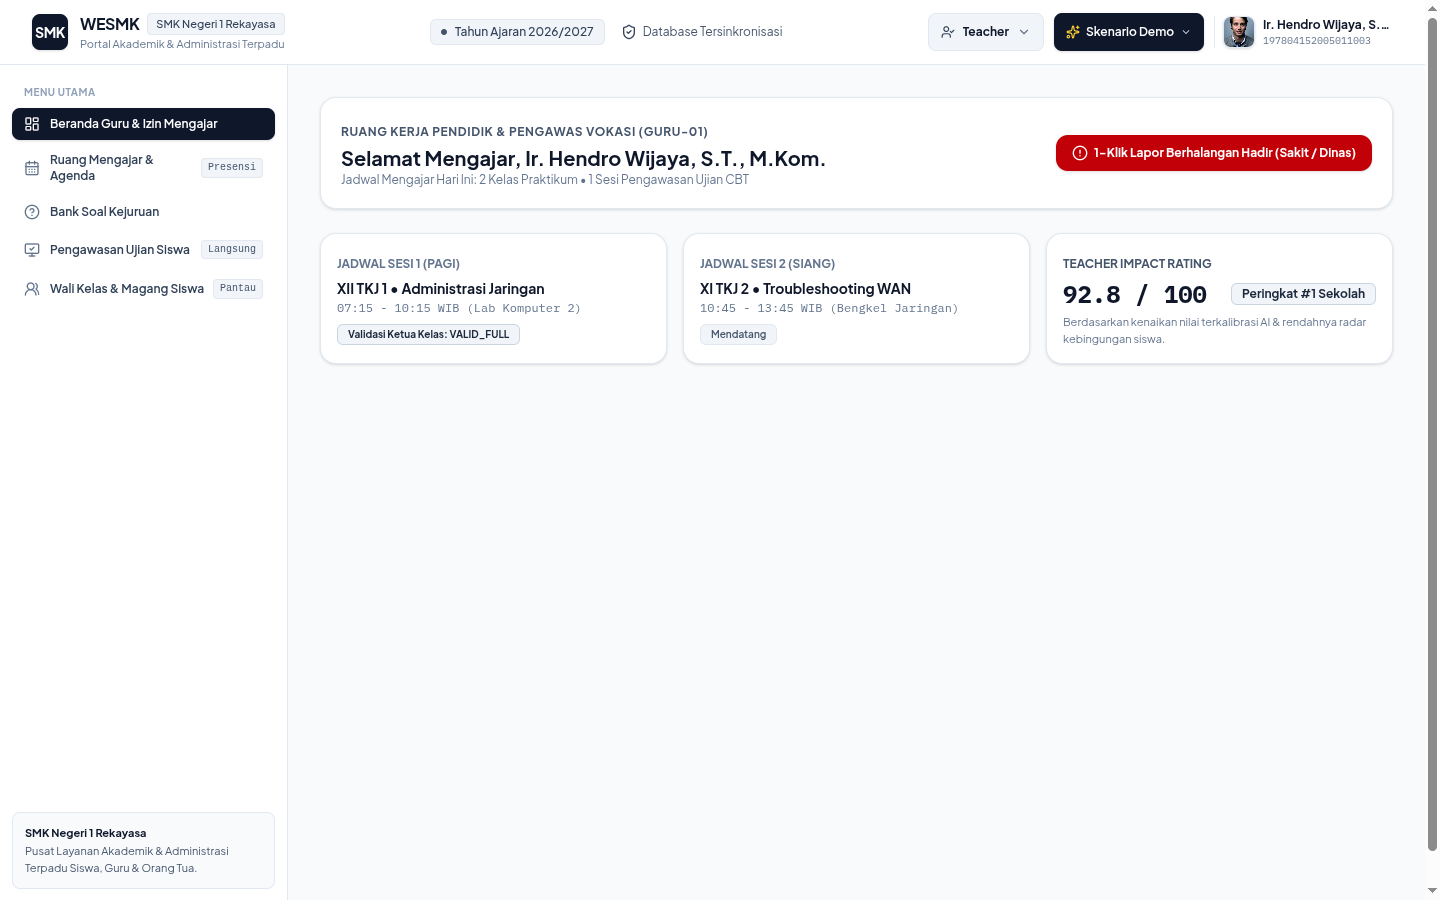 SMK
WESMK
SMK Negeri 1 Rekayasa
Portal Akademik & Administrasi Terpadu
Tahun Ajaran 2026/2027
Database Tersinkronisasi
Teacher
Skenario Demo
Ir. Hendro Wijaya, S....
197804152005011003
MENU UTAMA
Beranda Guru & Izin Mengajar
Ruang Mengajar &
Agenda
Presensi
Bank Soal Kejuruan
Pengawasan Ujian Siswa
Langsung
Wali Kelas & Magang Siswa
Pantau
SMK Negeri 1 Rekayasa
Pusat Layanan Akademik & Administrasi
Terpadu Siswa, Guru & Orang Tua.
RUANG KERJA PENDIDIK & PENGAWAS VOKASI (GURU-01)
Selamat Mengajar, Ir. Hendro Wijaya, S.T., M.Kom.
Jadwal Mengajar Hari Ini: 2 Kelas Praktikum • 1 Sesi Pengawasan Ujian CBT
1-Klik Lapor Berhalangan Hadir (Sakit / Dinas)
JADWAL SESI 1 (PAGI)
XII TKJ 1 • Administrasi Jaringan
07:15 - 10:15 WIB (Lab Komputer 2)
Validasi Ketua Kelas: VALID_FULL
JADWAL SESI 2 (SIANG)
XI TKJ 2 • Troubleshooting WAN
10:45 - 13:45 WIB (Bengkel Jaringan)
Mendatang
TEACHER IMPACT RATING
92.8 / 100
Peringkat #1 Sekolah
Berdasarkan kenaikan nilai terkalibrasi AI & rendahnya radar
kebingungan siswa.